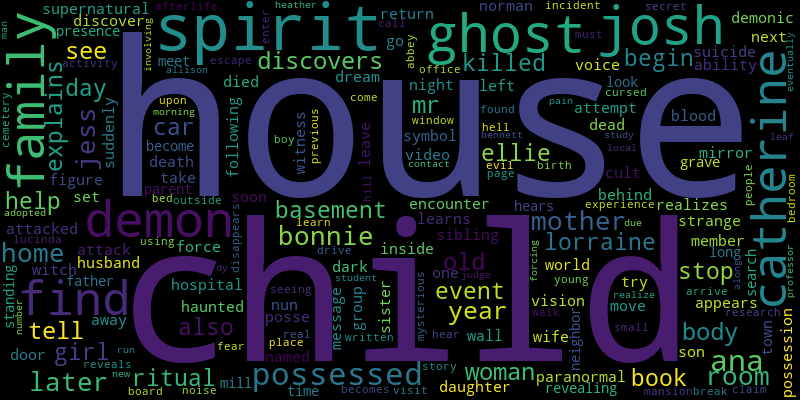 supernatural afterlife heather norman incident secret
man discover spirit enter ghost josh demonic
presence call must next
family activity meet escape return go abbey killed begin voice suicide eventually
cemetery explains allison discovers office see ability
day suddenly jess died dream night left look cursed
house
involving upon mr window attempt blood
car morning come found pain catherine
become following witness previous symbol dead study
figure death boy video hell bennett local mirror leaf
take cult grave
parent hill leave ellie evil contact page birth behind people bedroom
help set bed outside soon encounter hears experience realizes
adopted demon basement mother due strange
attacked lucinda using learn learns sibling member
home attack force disappears bonnie inside lorraine long search
witch drive old stop along professor
standing husband hospital dark one forcing world arrive
father haunted student event young try appears
find dy seeing sister mysterious judge vision move realize body research
number also nun message group year walk neighbor small town
child
tell away posse real written hear wall wife son ana possession
door girl reveals run fear place named woman paranormal room
later new ritual mill possessed story revealing book
board noise time becomes visit daughter mansion break claim